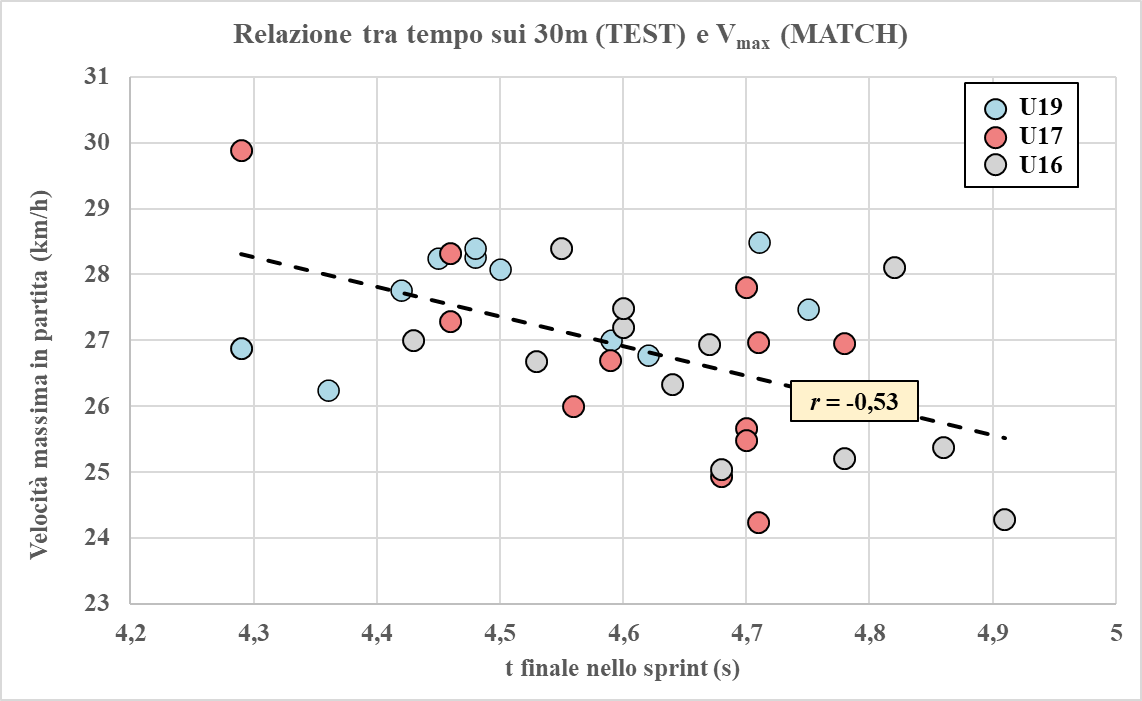 Relazione tra tempo sui 30m (TEST) e Vmax (MATCH)
31
30
29
28
27
26
25
24
23
Velocità massima in partita (km/h)
U19
U17
U16
r = -0,53
4,2 4,3 4,4 4,5 4,6 4,7 4,8 4,9 5
t finale nello sprint (s)